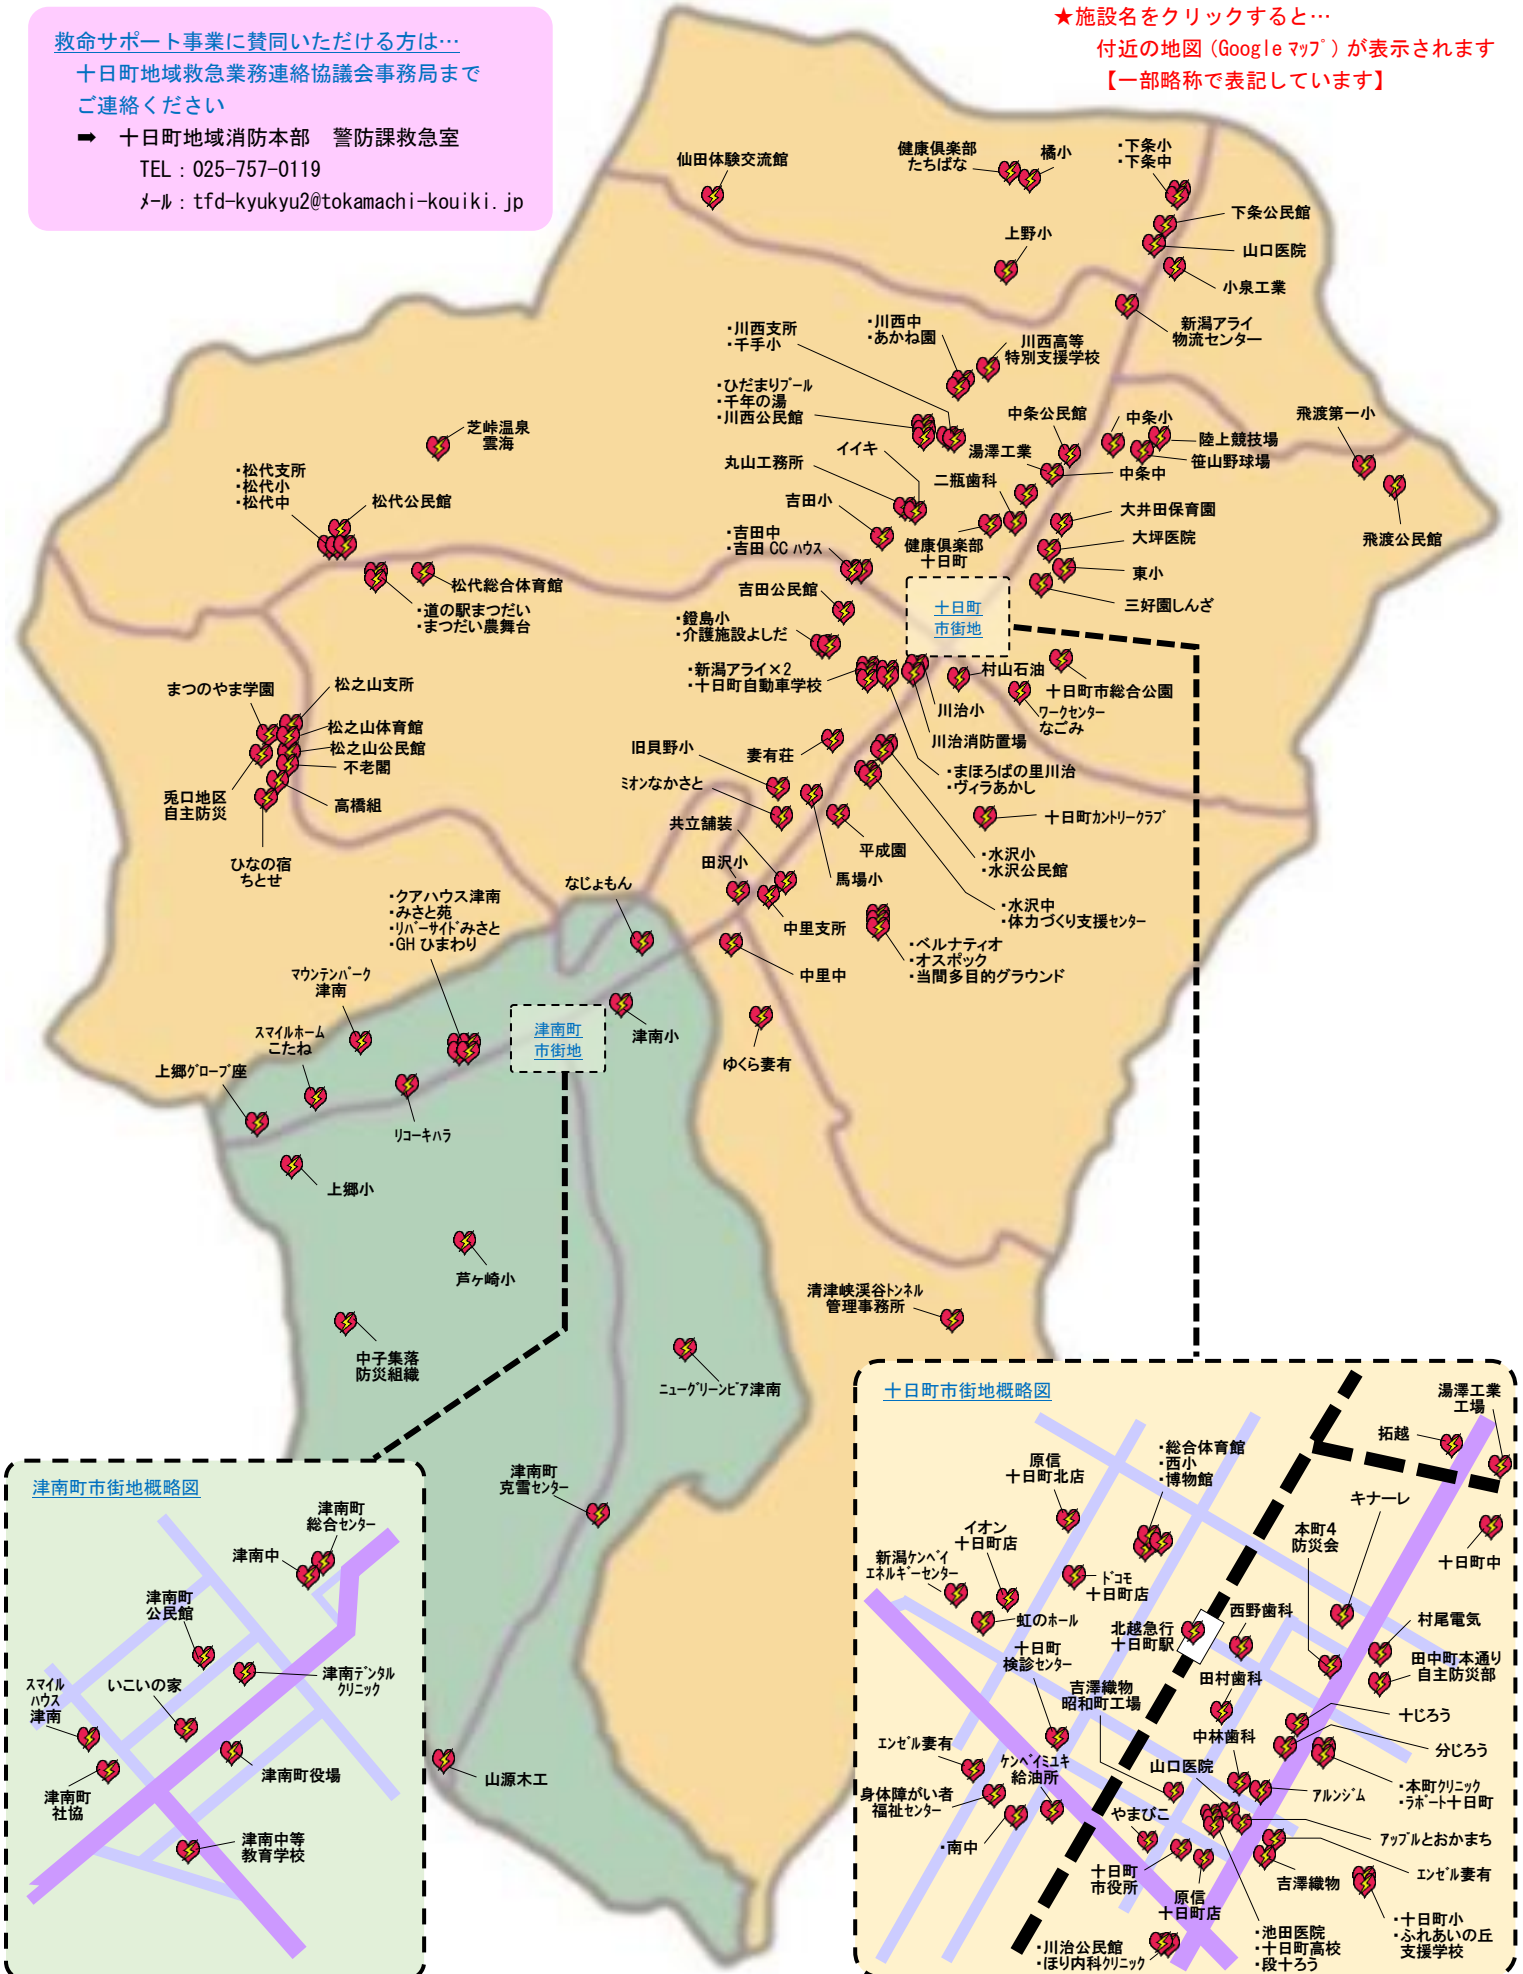 救命サポート事業に賛同いただける方は…
十日町地域救急業務連絡協議会事務局まで
ご連絡ください
➡ 十日町地域消防本部 警防課救急室
TEL：025-757-0119
ﾒｰﾙ：tfd-kyukyu2@tokamachi-kouiki.jp
★施設名をクリックすると…
付近の地図（Google ﾏｯﾌﾟ）が表示されます
【一部略称で表記しています】
仙田体験交流館
健康倶楽部
たちばな
橘小
・下条小
・下条中
下条公民館
山口医院
小泉工業
上野小
新潟アライ
物流センター
・川西支所
・千手小
・川西中
・あかね園
川西高等
特別支援学校
・ひだまりﾌﾟｰﾙ
・千年の湯
・川西公民館
中条公民館
中条小
陸上競技場
笹山野球場
飛渡第一小
飛渡公民館
芝峠温泉
雲海
イイキ
丸山工務所
湯澤工業
中条中
二瓶歯科
・松代支所
・松代小
・松代中
松代公民館
吉田小
大井田保育園
・吉田中
・吉田 CC ハウス
健康倶楽部
十日町
大坪医院
東小
三好園しんざ
松代総合体育館
・道の駅まつだい
・まつだい農舞台
吉田公民館
十日町
市街地
・鐙島小
・介護施設よしだ
・新潟アライ×2
・十日町自動車学校
村山石油
十日町市総合公園
ﾜｰｸｾﾝﾀｰ
なごみ
まつのやま学園
松之山支所
松之山体育館
松之山公民館
不老閣
高橋組
兎口地区
自主防災
ひなの宿
ちとせ
川治小
川治消防置場
・まほろばの里川治
・ヴィラあかし
旧貝野小
妻有荘
ﾐｵﾝなかさと
十日町ｶﾝﾄﾘｰｸﾗﾌﾞ
共立舗装
平成園
・水沢小
・水沢公民館
田沢小
馬場小
・水沢中
・体力づくり支援ｾﾝﾀｰ
なじょもん
中里支所
・ベルナティオ
・オスポック
・当間多目的グラウンド
中里中
・クアハウス津南
・みさと苑
・ﾘﾊﾞｰｻｲﾄﾞみさと
・GH ひまわり
ﾏｳﾝﾃﾝﾊﾟｰｸ
津南
津南町
市街地
津南小
ゆくら妻有
ｽﾏｲﾙﾎｰﾑ
こたね
上郷ｸﾞﾛｰﾌﾞ座
ﾘｺｰｷﾊﾗ
上郷小
芦ヶ崎小
清津峡渓谷ﾄﾝﾈﾙ
管理事務所
中子集落
防災組織
ﾆｭｰｸﾞﾘｰﾝﾋﾟｱ津南
津南町
克雪ｾﾝﾀｰ
山源木工
津南町市街地概略図
津南町
総合ｾﾝﾀｰ
津南中
津南町
公民館
津南ﾃﾞﾝﾀﾙ
ｸﾘﾆｯｸ
ｽﾏｲﾙ
ﾊｳｽ
津南
いこいの家
津南町役場
津南町
社協
津南中等
教育学校
十日町市街地概略図
湯澤工業
工場
拓越
原信
十日町北店
・総合体育館
・西小
・博物館
キナーレ
本町4
防災会
十日町中
イオン
十日町店
新潟ｹﾝﾍﾞｲ
ｴﾈﾙｷﾞｰｾﾝﾀｰ
ﾄﾞｺﾓ
十日町店
虹のﾎｰﾙ
北越急行
十日町駅
西野歯科
村尾電気
田中町本通り
自主防災部
十日町
検診ｾﾝﾀｰ
吉澤織物
昭和町工場
田村歯科
十じろう
分じろう
中林歯科
ｴﾝｾﾞﾙ妻有
ｹﾝﾍﾞｲﾐﾕｷ
給油所
山口医院
・本町ｸﾘﾆｯｸ
・ﾗﾎﾟｰﾄ十日町
ｱﾙﾝｼﾞﾑ
身体障がい者
福祉ｾﾝﾀｰ
・南中
やまびこ
ｱｯﾌﾟﾙとおかまち
ｴﾝｾﾞﾙ妻有
十日町
市役所
吉澤織物
原信
十日町店
・川治公民館
・ほり内科ｸﾘﾆｯｸ
・池田医院
・十日町高校
・段十ろう
・十日町小
・ふれあいの丘
支援学校